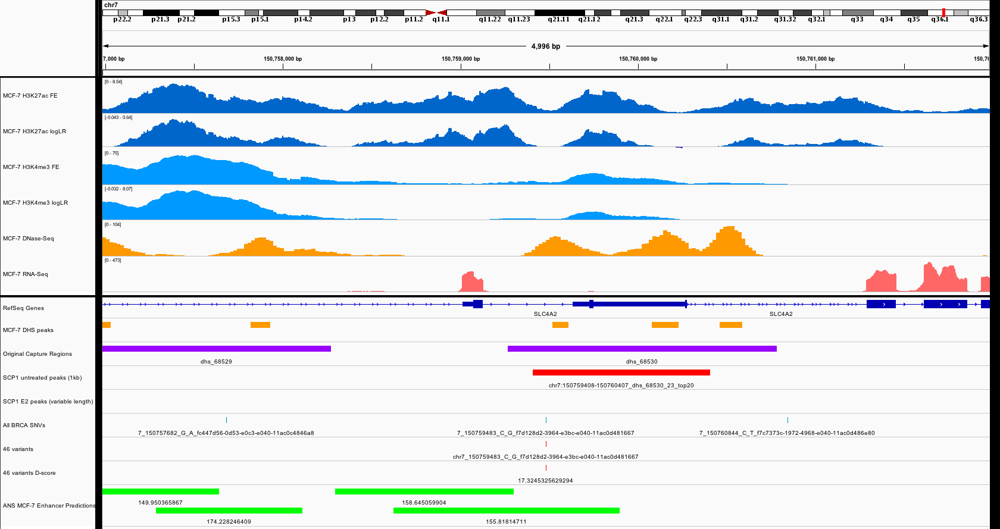 chr7
p22.2 p21.3 p21.2 p15.3 p15.1 p14.2 p13 p12.2 p11.2 q11.1 q11.22 q11.23 q21.11 q21.12 q21.3 q22.1 q22.3 q31.1 q31.2 q31.32 q32.1 q33 q34 q35 q36.1 q36.3
4,996 bp
7,000 bp 150,758,000 bp 150,759,000 bp 150,760,000 bp 150,761,000 bp 150,76
[0 - 8.54]
MCF-7 H3K27ac FE
[-0.043 - 0.64]
MCF-7 H3K27ac logLR
[0 - 75]
MCF-7 H3K4me3 FE
[-0.032 - 8.07]
MCF-7 H3K4me3 logLR
[0 - 104]
MCF-7 DNase-Seq
[0 - 473]
MCF-7 RNA-Seq
RefSeq Genes
SLC4A2 SLC4A2
MCF-7 DHS peaks
Original Capture Regions
dhs_68529 dhs_68530
SCP1 untreated peaks (1kb)
chr7:150759408-150760407_dhs_68530_23_top20
SCP1 E2 peaks (variable length)
All BRCA SNVs
7_150757682_G_A_fc447d56-0d53-e0c3-e040-11ac0c4846a8 7_150759483_C_G_f7d128d2-3964-e3bc-e040-11ac0d481667 7_150760844_C_T_f7c7373c-1972-4968-e040-11ac0d486e80
46 variants
chr7_150759483_C_G_f7d128d2-3964-e3bc-e040-11ac0d481667
46 variants D-score
17.3245325629294
149.950365867 158.645059904
ANS MCF-7 Enhancer Predictions
174.228246409 155.81814711